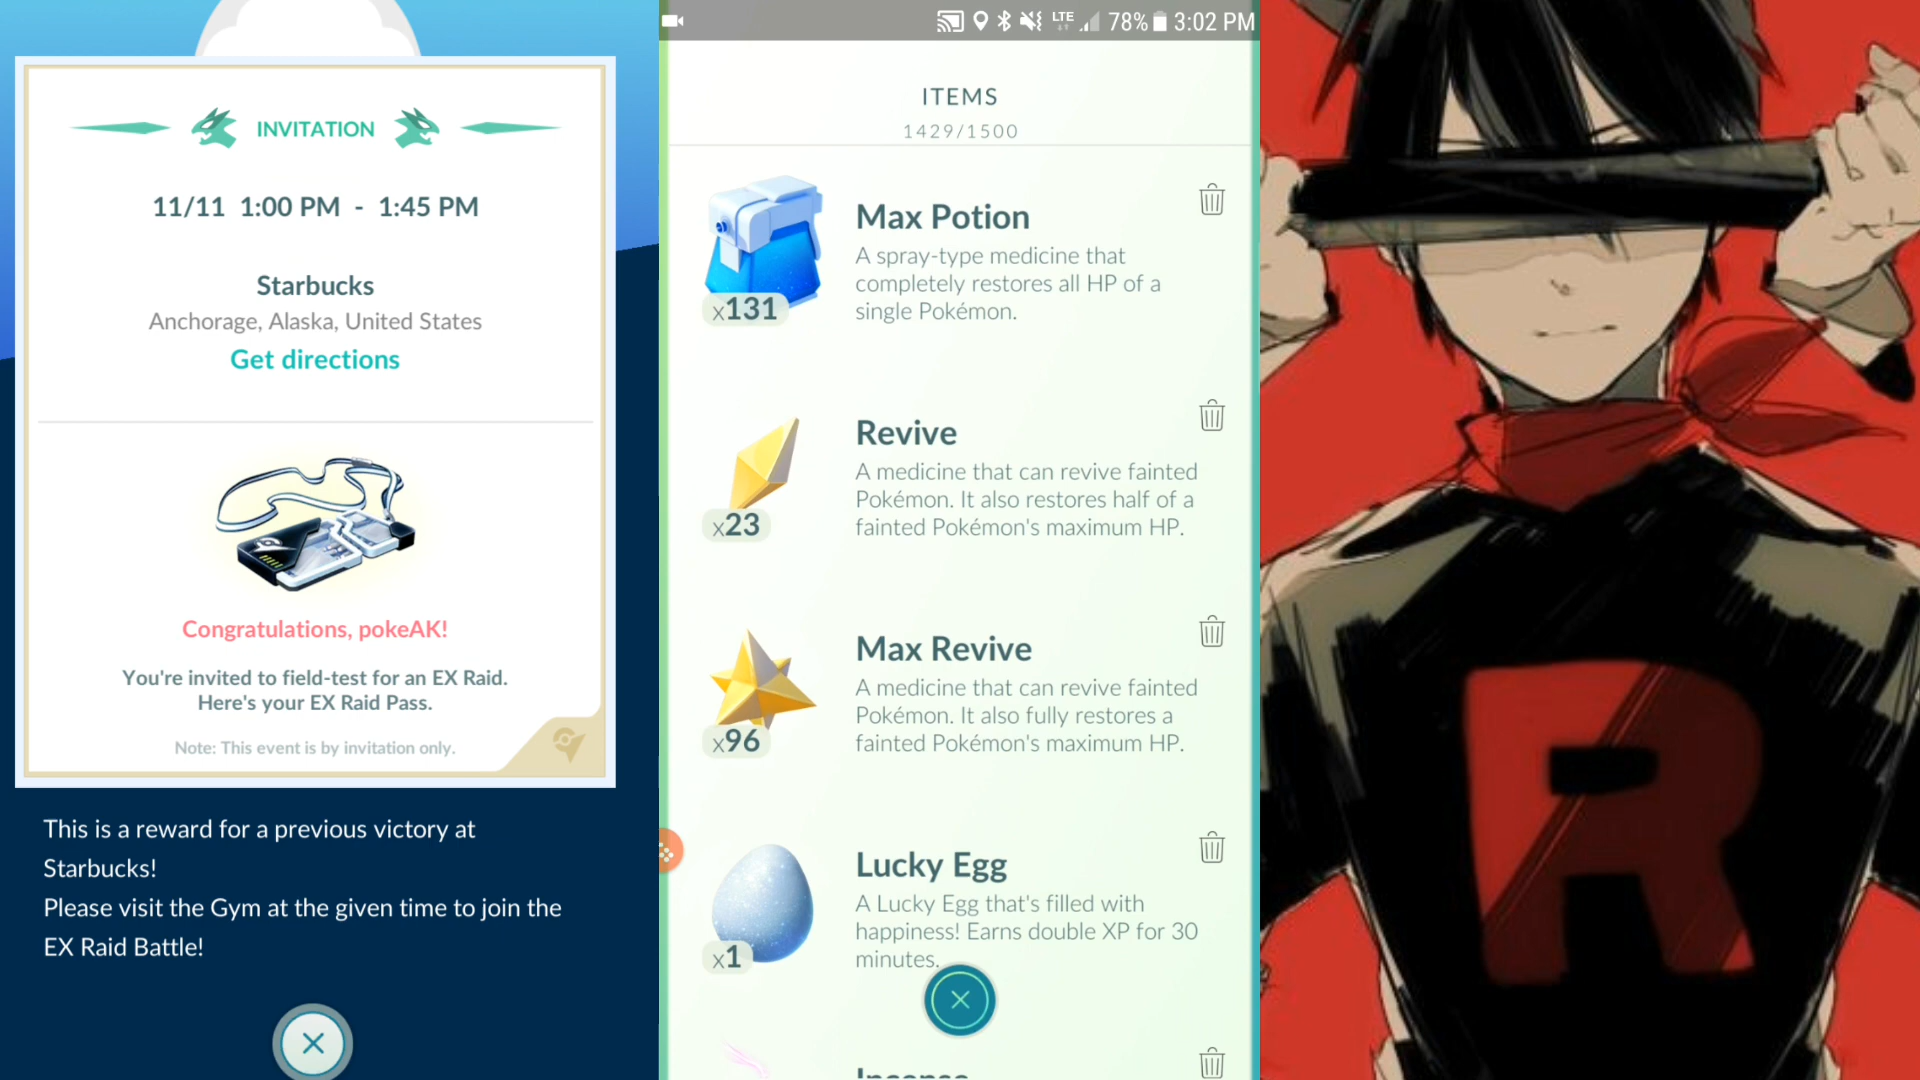 INVITATION
11/11 1:00 PM - 1:45 PM
Starbucks
Anchorage, Alaska, United States
Get directions
Congratulations, pokeAK!
You're invited to field-test for an EX Raid.
Here's your EX Raid Pass.
Note: This event is by invitation only.
This is a reward for a previous victory at
Starbucks!
Please visit the Gym at the given time to join the
EX Raid Battle!
LTE 78% 3:02 PM
ITEMS
1429/1500
Max Potion
A spray-type medicine that
completely restores all HP of a
single Pokémon.
x131
Revive
A medicine that can revive fainted
Pokémon. It also restores half of a
fainted Pokémon's maximum HP.
x23
Max Revive
A medicine that can revive fainted
Pokémon. It also fully restores a
fainted Pokémon's maximum HP.
x96
Lucky Egg
A Lucky Egg that's filled with
happiness! Earns double XP for 30
minutes.
x1
Incense
R